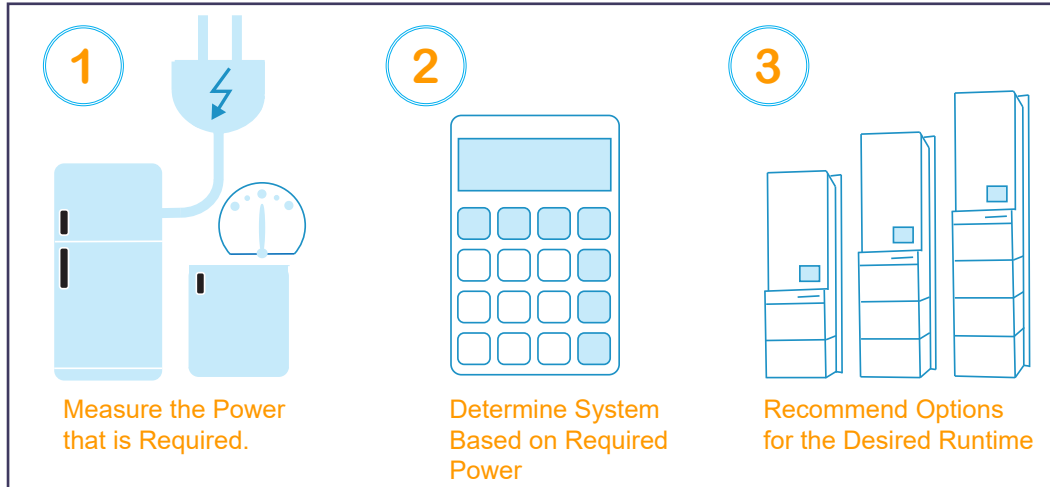 1
2
3
Measure the Power
that is Required.
Determine System
Based on Required
Power
Recommend Options
for the Desired Runtime